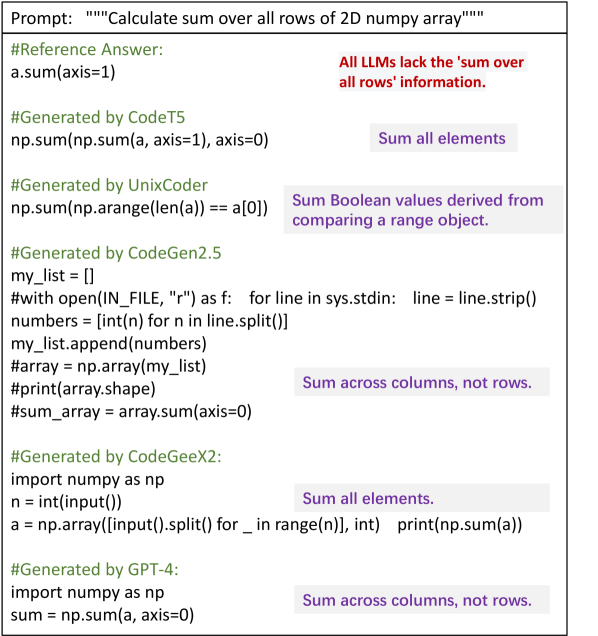 Prompt:   """Calculate sum over all rows of 2D numpy array"""
#Reference Answer:
a.sum(axis=1)
All LLMs lack the 'sum over
all rows' information.
#Generated by CodeT5
np.sum(np.sum(a, axis=1), axis=0)
Sum all elements
#Generated by UnixCoder
np.sum(np.arange(len(a)) == a[0])
Sum Boolean values derived from
comparing a range object.
#Generated by CodeGen2.5
my_list = []
#with open(IN_FILE, "r") as f:    for line in sys.stdin:    line = line.strip()
numbers = [int(n) for n in line.split()]
my_list.append(numbers)
#array = np.array(my_list)
#print(array.shape)
#sum_array = array.sum(axis=0)
Sum across columns, not rows.
#Generated by CodeGeeX2:
import numpy as np
n = int(input())
a = np.array([input().split() for _ in range(n)], int)    print(np.sum(a))
Sum all elements.
#Generated by GPT-4:
import numpy as np
sum = np.sum(a, axis=0)
Sum across columns, not rows.